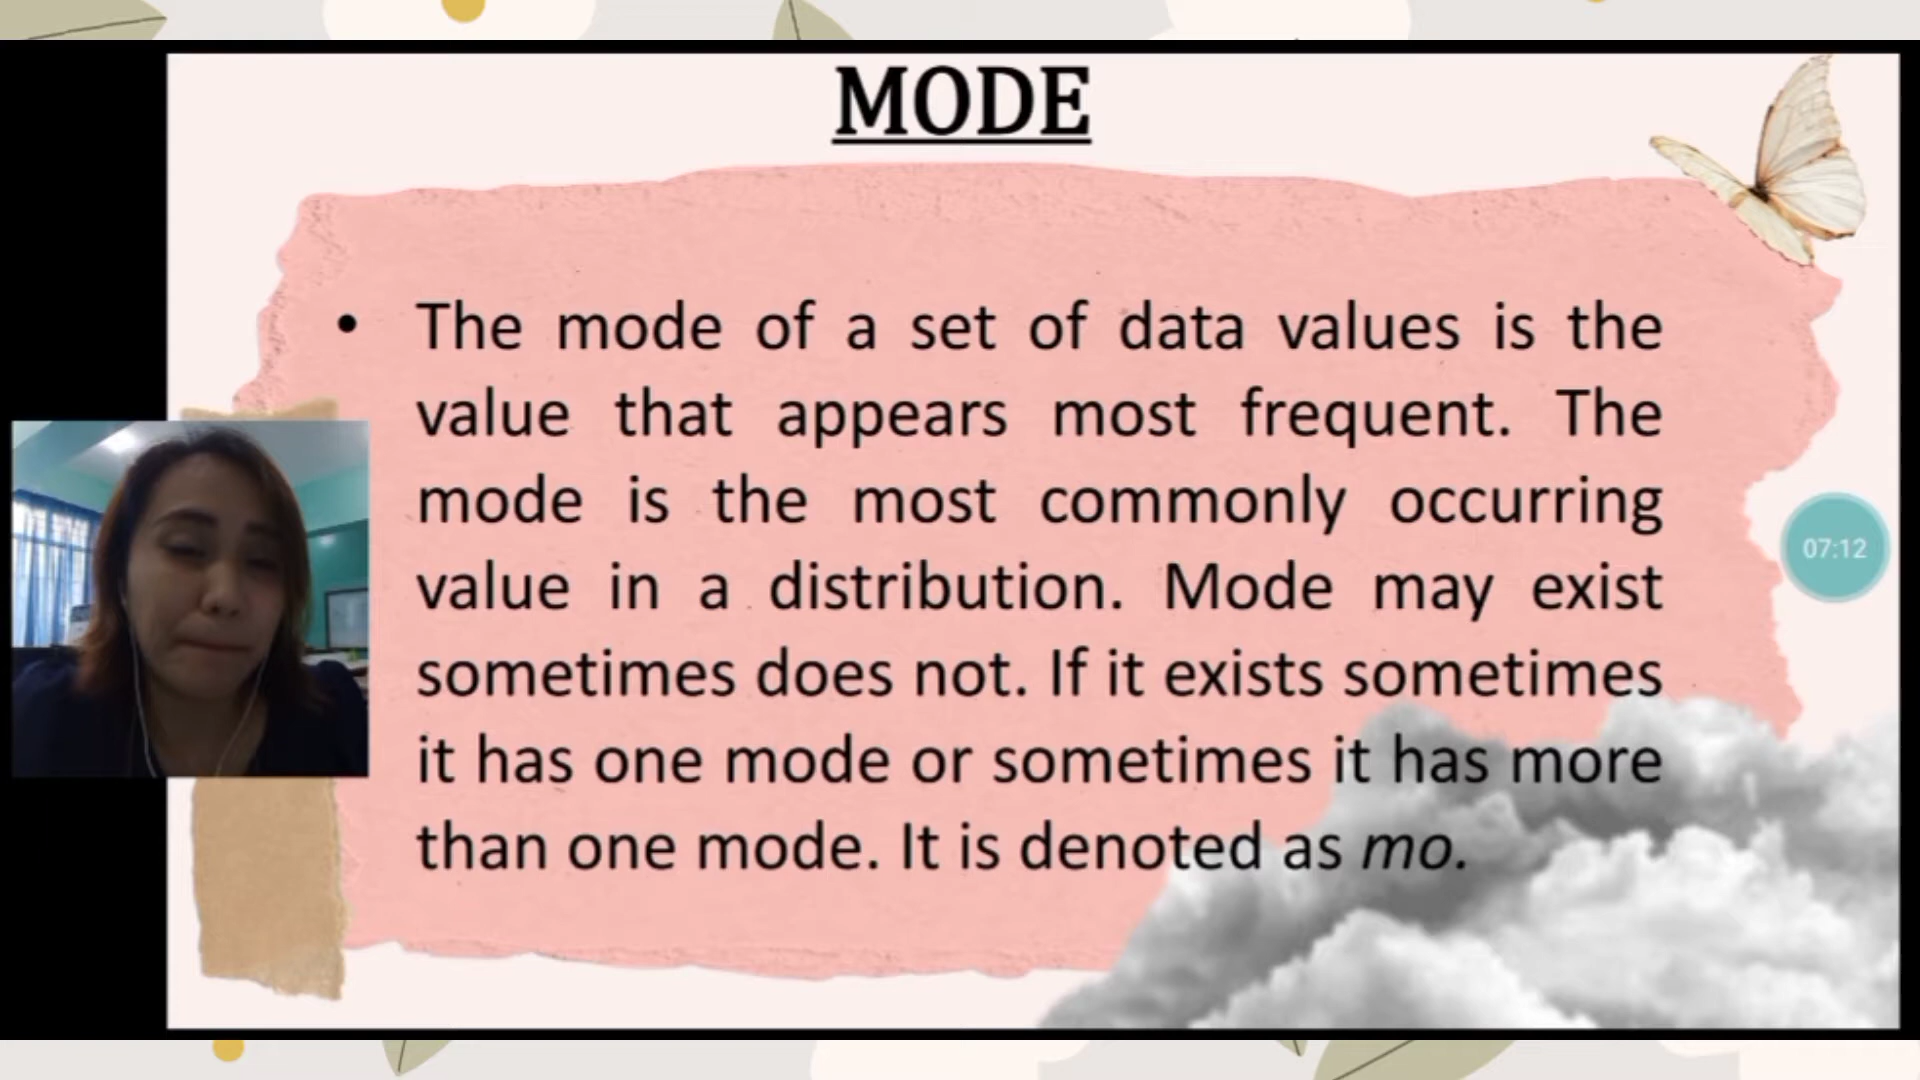 MODE
• The mode of a set of data values is the
value that appears most frequent. The
mode is the most commonly occurring
value in a distribution. Mode may exist
sometimes does not. If it exists sometimes
it has one mode or sometimes it has more
than one mode. It is denoted as mo.
07:12